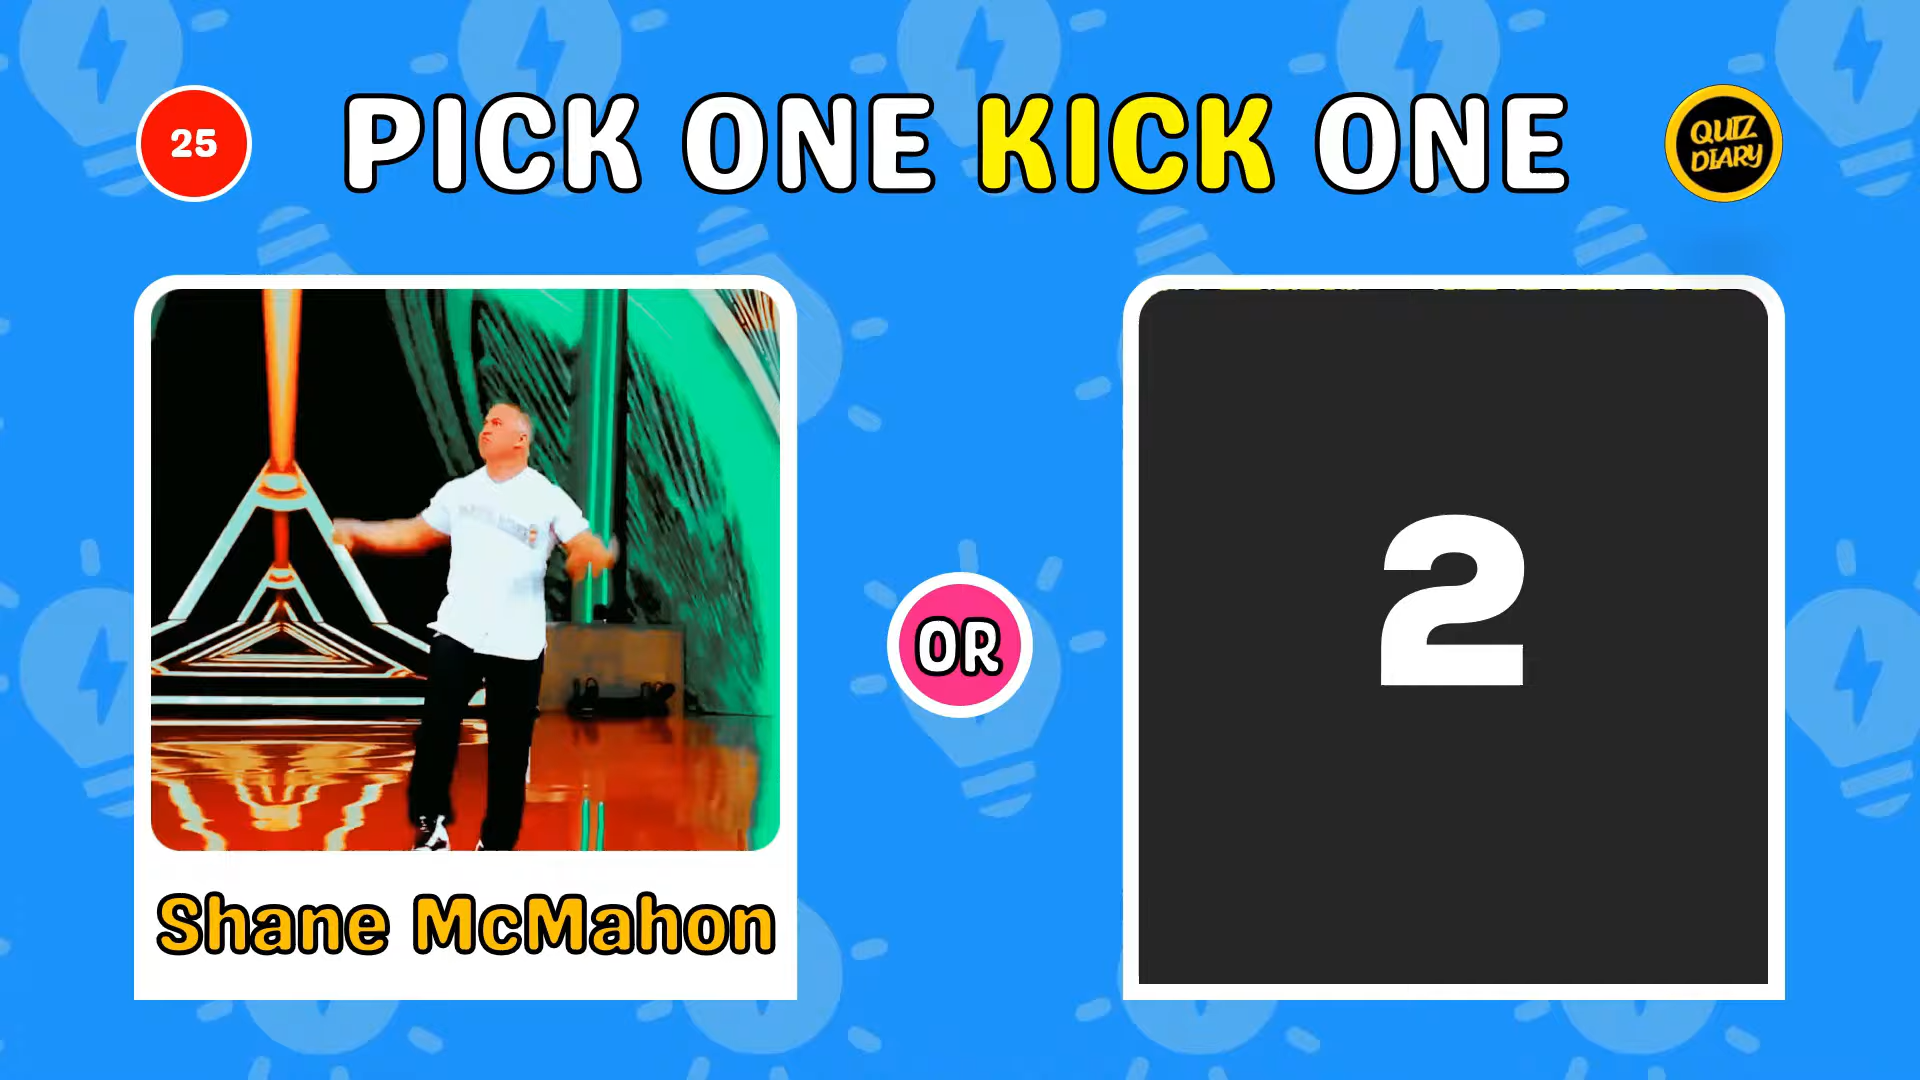 25
PICK ONE KICK ONE
QUIZ
DIARY
OR
2
Shane McMahon